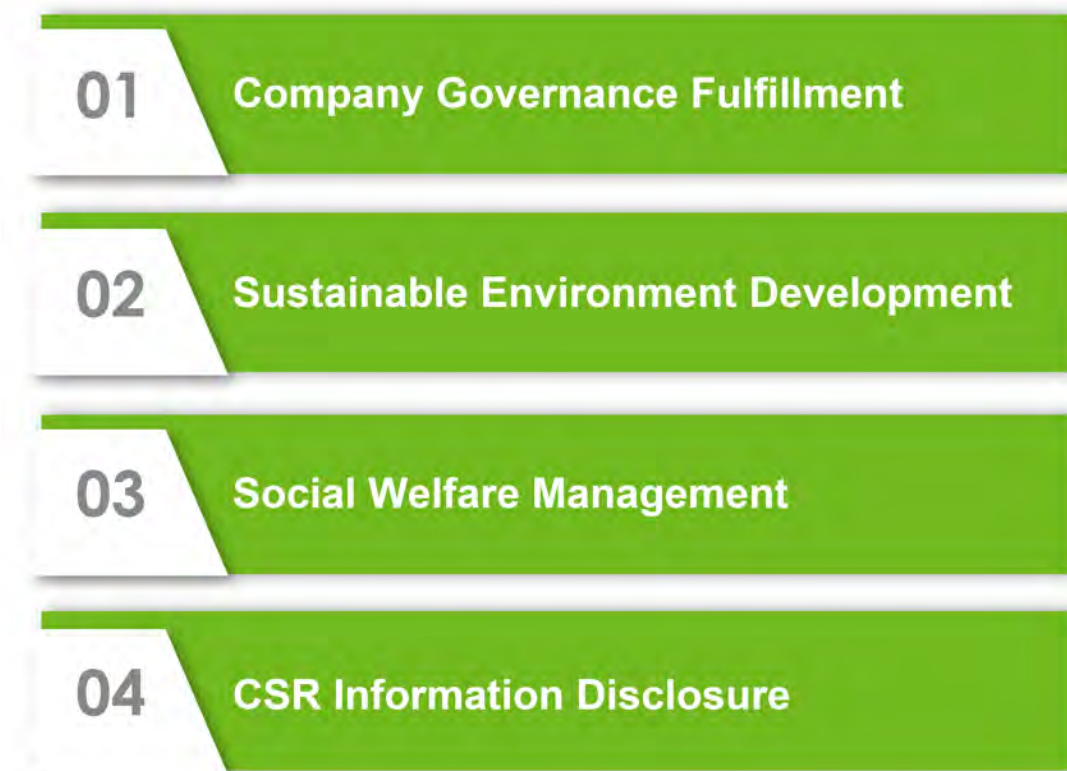 01
Company Governance Fulfillment
02
Sustainable Environment Development
03
Social Welfare Management
04
CSR Information Disclosure